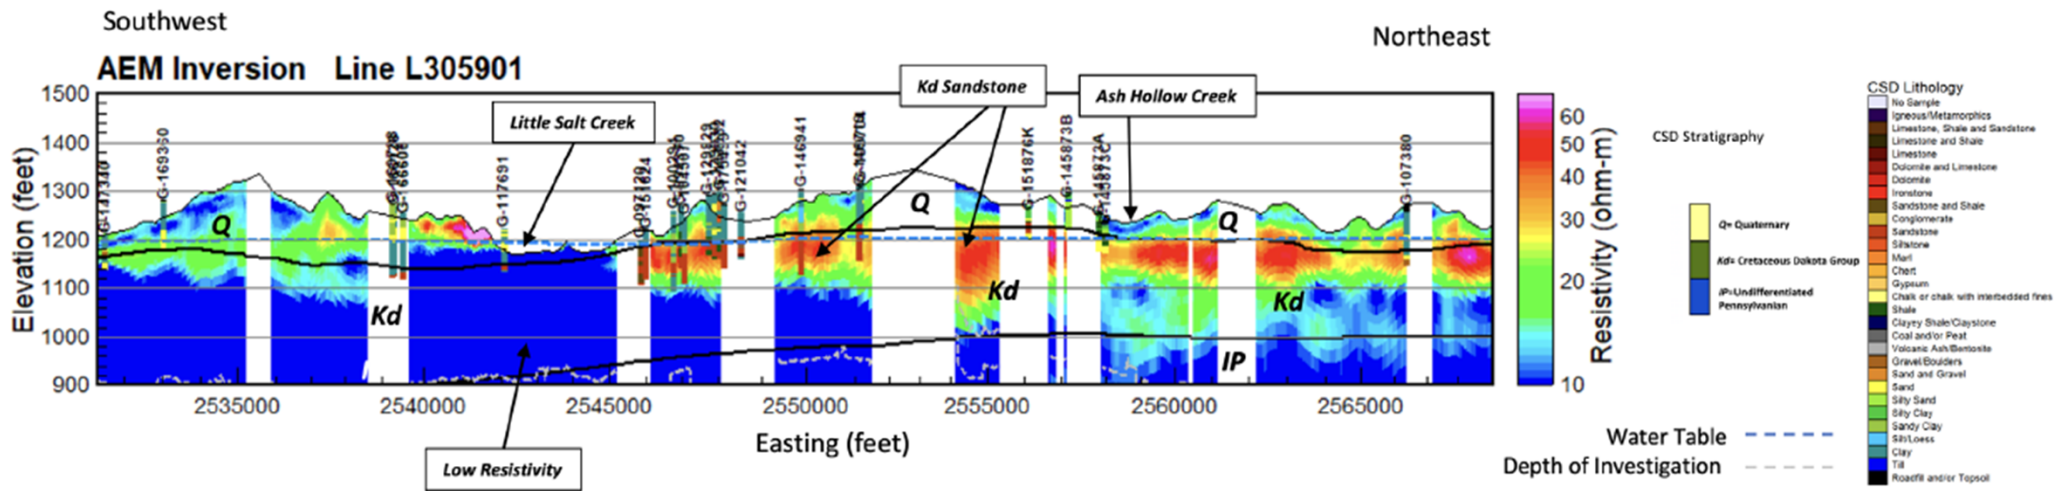 Southwest
Northeast
AEM Inversion Line L305901
Kd Sandstone
Ash Hollow Creek
Little Salt Creek
1500
1400
1300
1200
1100
1000
900
Elevation (feet)
G-169360
G-117691
G-121042
G-146941
G-151876K
G-145873B
G-107380
Q
Q
Q
Kd
Kd
Kd
IP
2535000
2540000
2545000
2550000
2555000
2560000
2565000
Easting (feet)
Low Resistivity
60
50
40
30
20
10
Resistivity (ohm-m)
CSD Stratigraphy
Q= Quaternary
Kd= Cretaceous Dakota Group
IP=Undifferentiated
Pennsylvanian
Water Table
Depth of Investigation
CSD Lithology
No Sample
Igneous/Metamorphics
Limestone, Shale and Sandstone
Limestone and Shale
Limestone
Dolomite and Limestone
Dolomite
Ironstone
Sandstone and Shale
Conglomerate
Sandstone
Siltstone
Marl
Chert
Gypsum
Chalk or chalk with interbedded fines
Shale
Clayey Shale/Claystone
Coal and/or Peat
Volcanic Ash/Bentonite
Gravel/Boulders
Sand and Gravel
Sand
Silty Sand
Silty Clay
Sandy Clay
Silt/Loess
Clay
Till
Roadfill and/or Topsoil